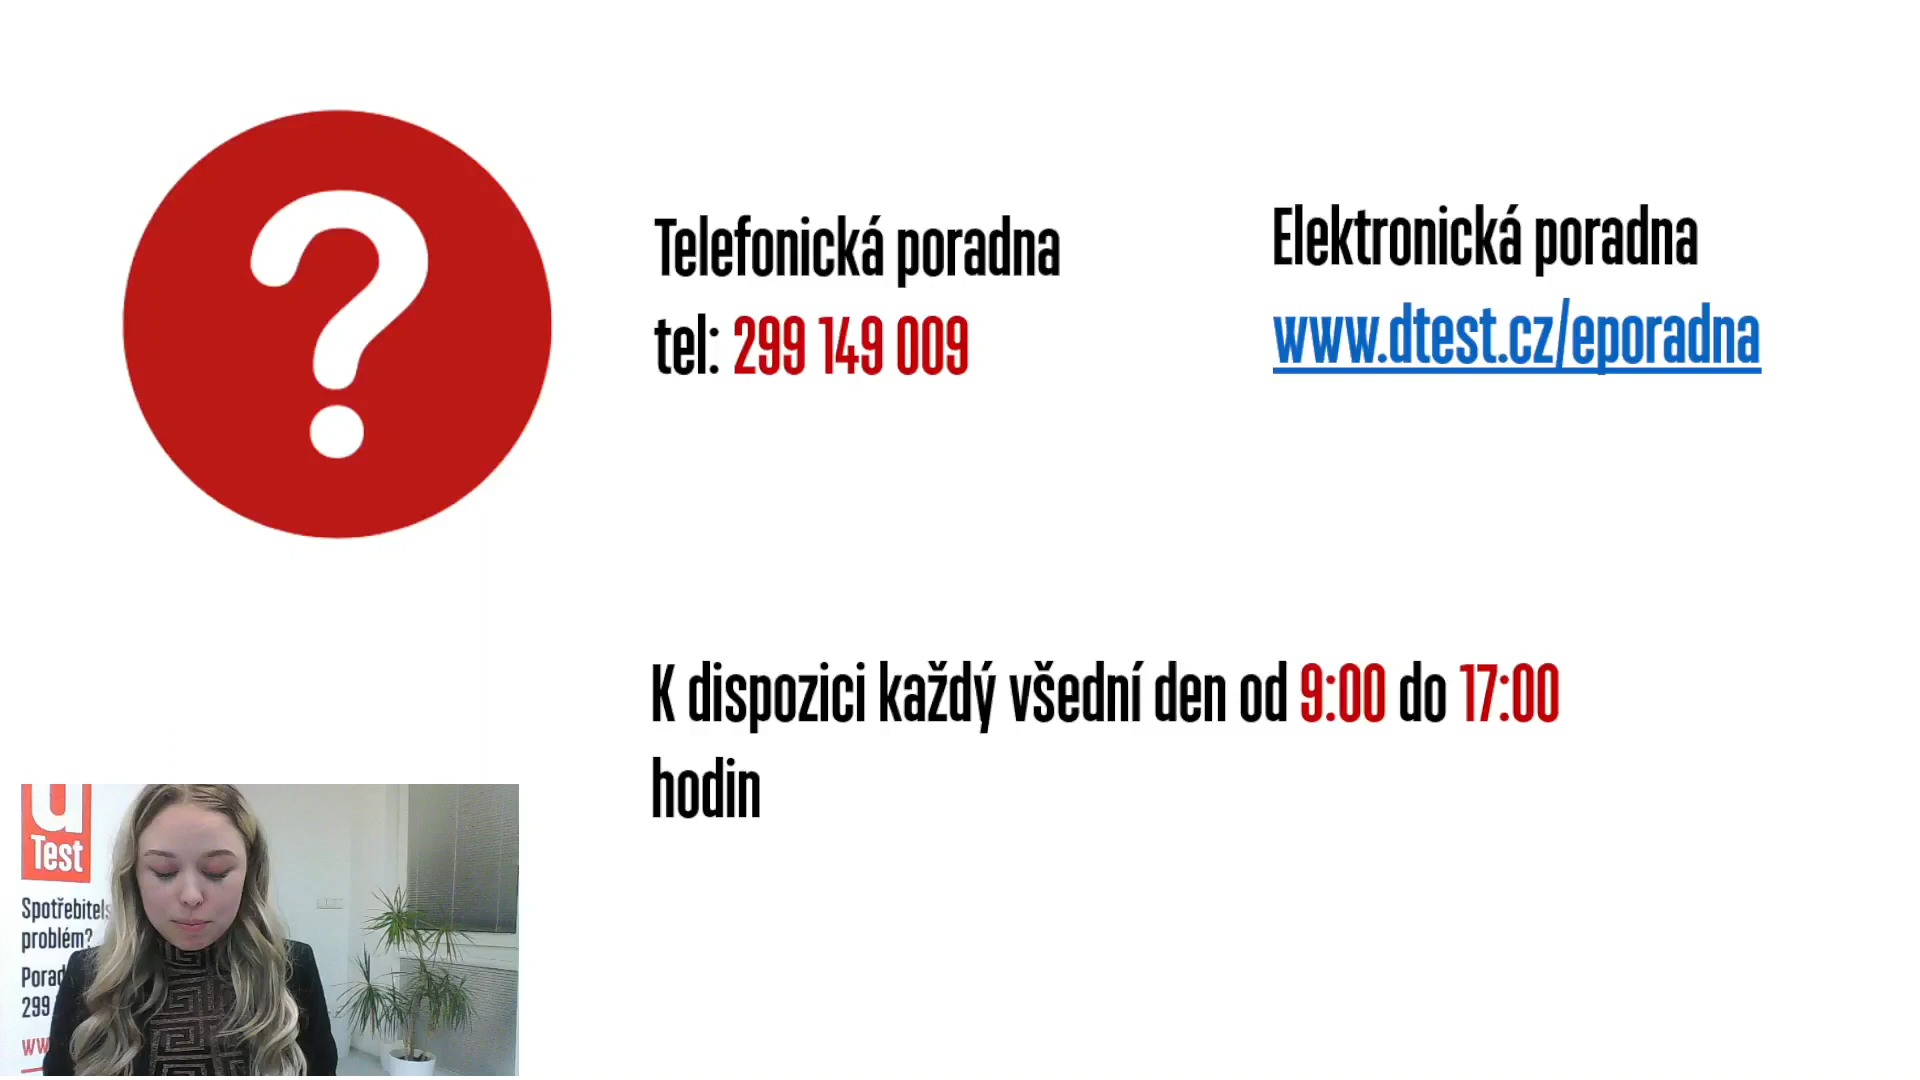 Telefonická poradna
tel: 299 149 009
Elektronická poradna
www.dtest.cz/eporadna
K dispozici každý všední den od 9:00 do 17:00
hodin
Test
problém?
299